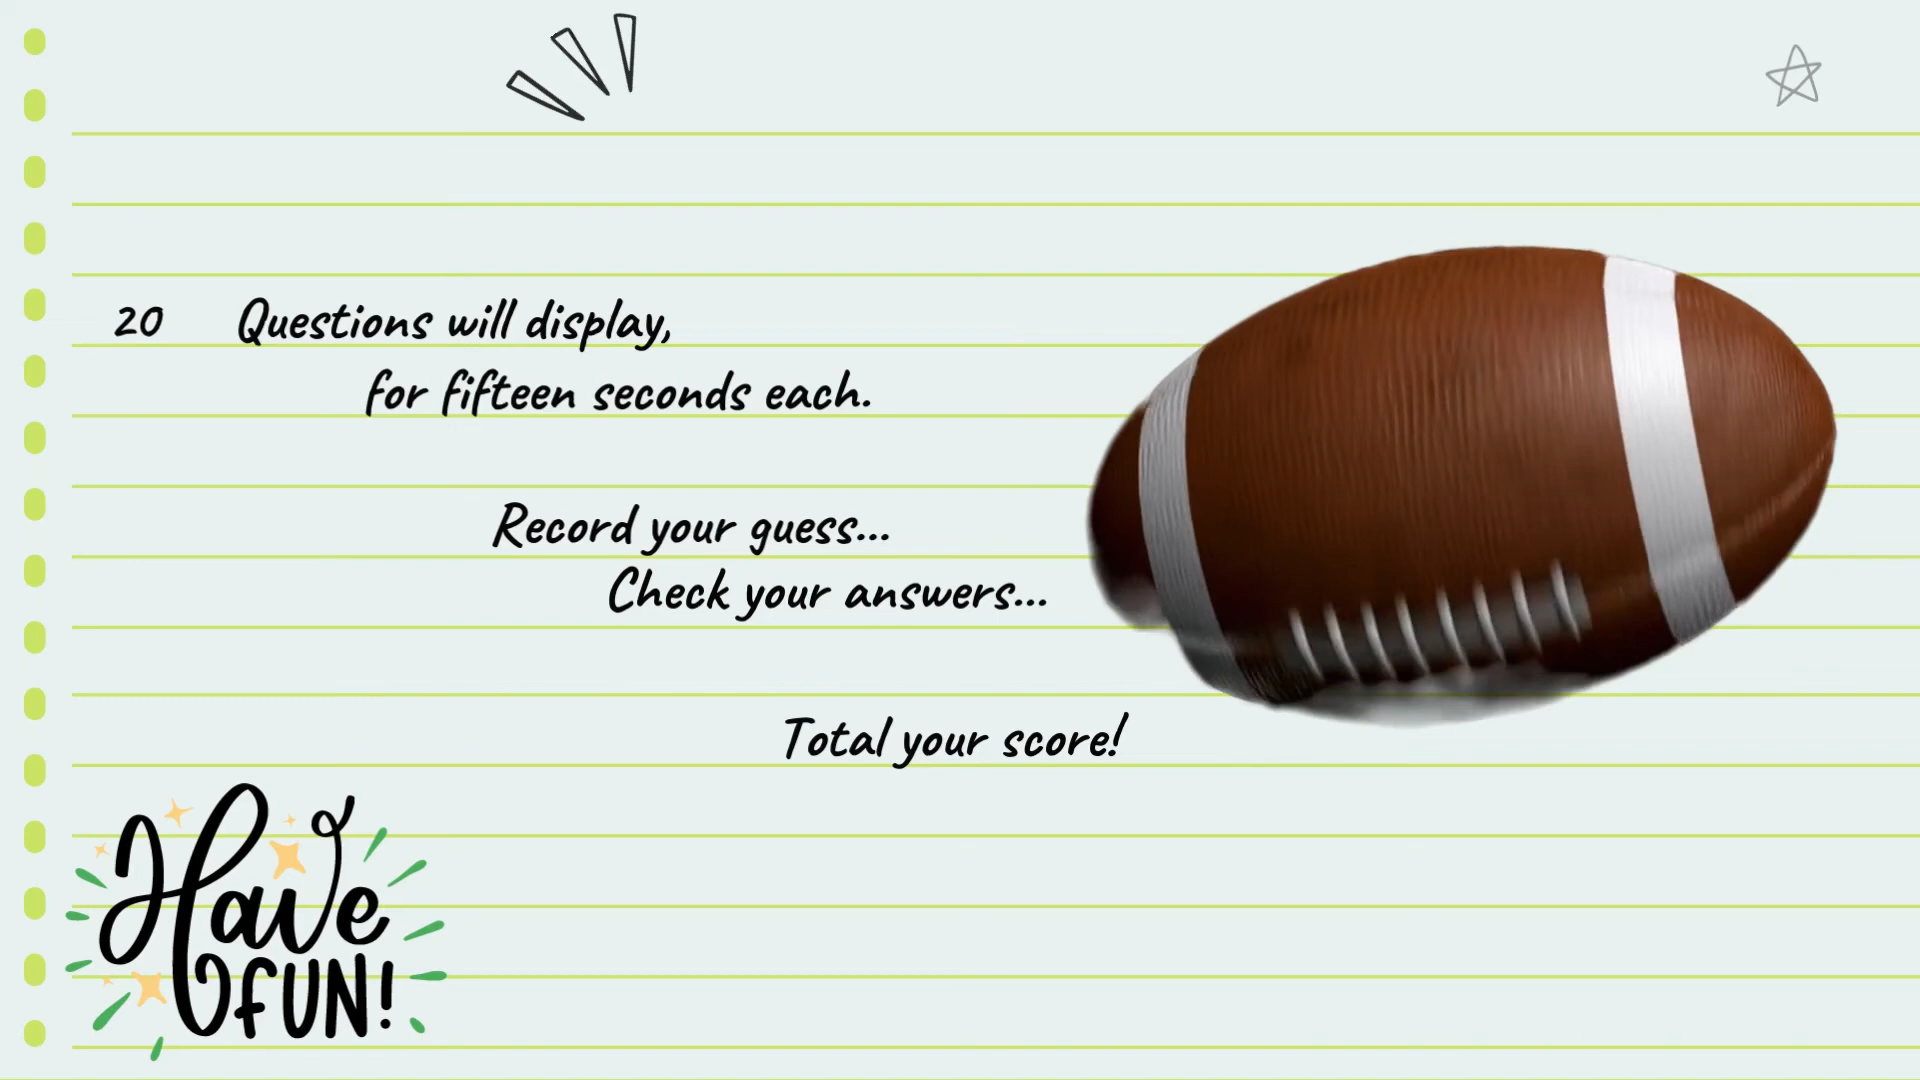 20 Questions will display,
for fifteen seconds each.
Record your guess...
Check your answers...
Total your score!
Have
FUN!